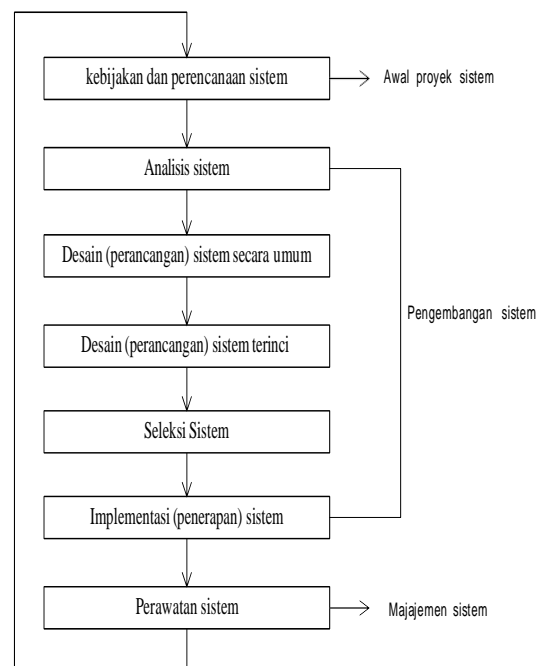 kebijakan dan perencanaan sistem
Awal proyek sistem
Analisis sistem
Desain (perancangan) sistem secara umum
Pengembangan sistem
Desain (perancangan) sistem terinci
Seleksi Sistem
Implementasi (penerapan) sistem
Perawatan sistem
Majajemen sistem